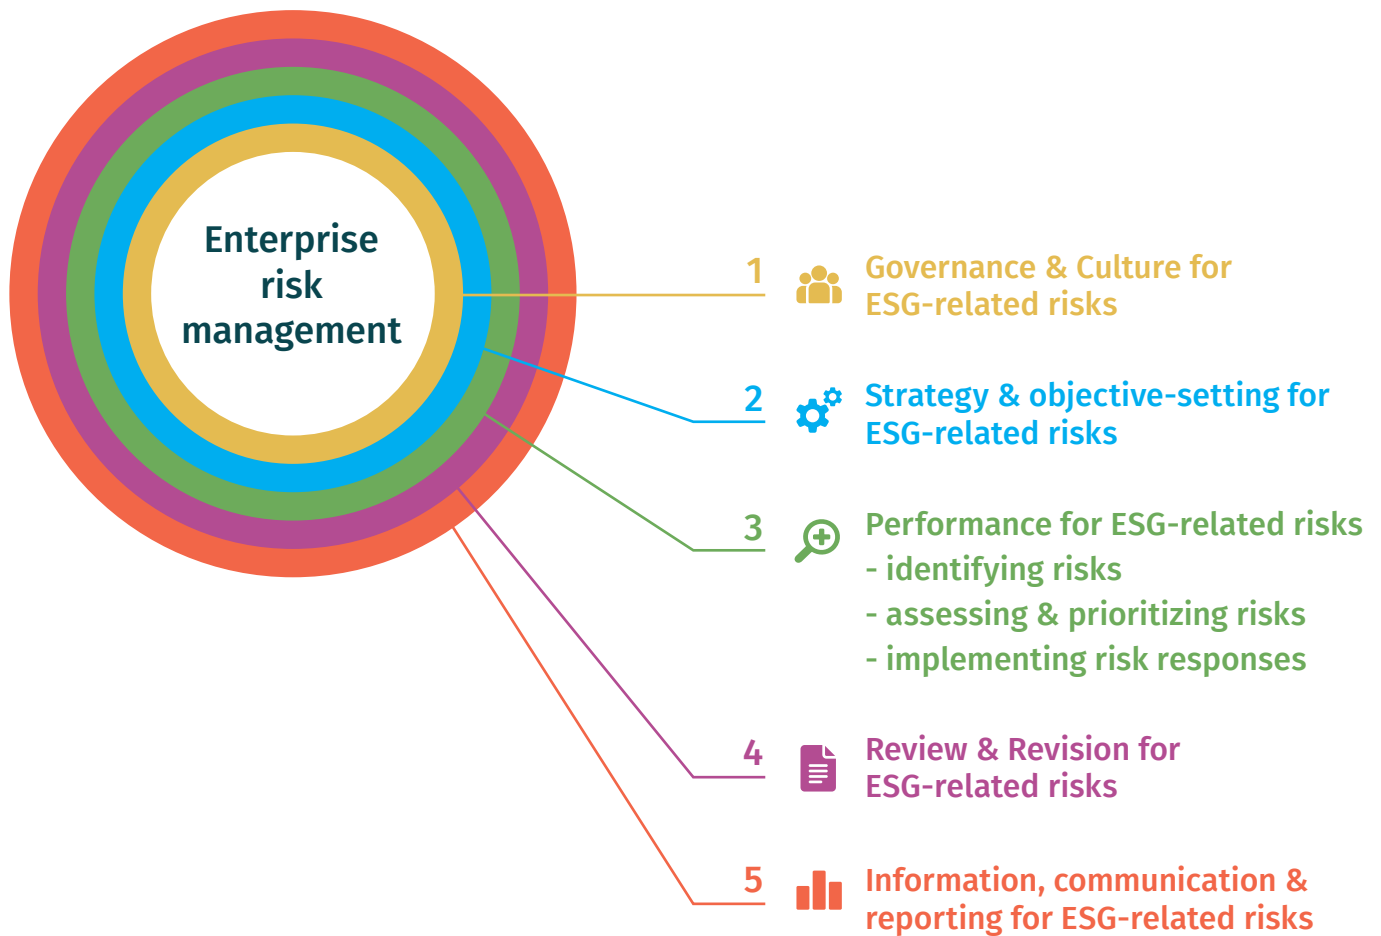 Enterprise
risk
management
1
Governance & Culture for
ESG-related risks
2
Strategy & objective-setting for
ESG-related risks
3
Performance for ESG-related risks
- identifying risks
- assessing & prioritizing risks
- implementing risk responses
4
Review & Revision for
ESG-related risks
5
Information, communication &
reporting for ESG-related risks